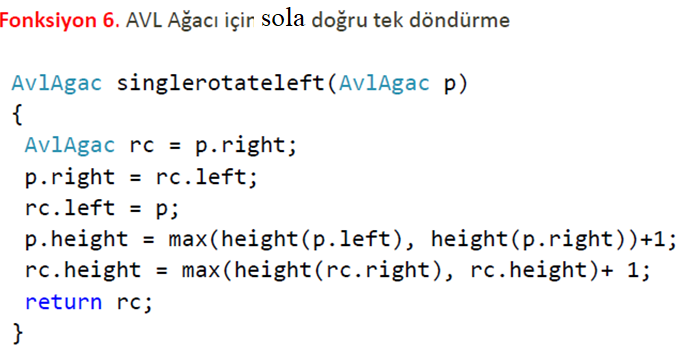 Fonksiyon 6. AVL Ağacı için sola doğru tek döndürme
AvlAgac singlerotateleft(AvlAgac p)
{
AvlAgac rc = p.right;
p.right = rc.left;
rc.left = p;
p.height = max(height(p.left), height(p.right))+1;
rc.height = max(height(rc.right), rc.height)+ 1;
return rc;
}